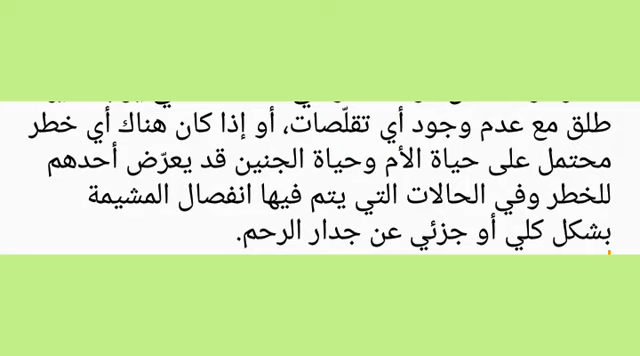 طلق مع عدم وجود أي تقلّصات، أو إذا كان هناك أي خطر
محتمل على حياة الأم وحياة الجنين قد يعرّض أحدهم
للخطر وفي الحالات التي يتم فيها انفصال المشيمة
بشكل كلي أو جزئي عن جدار الرحم.